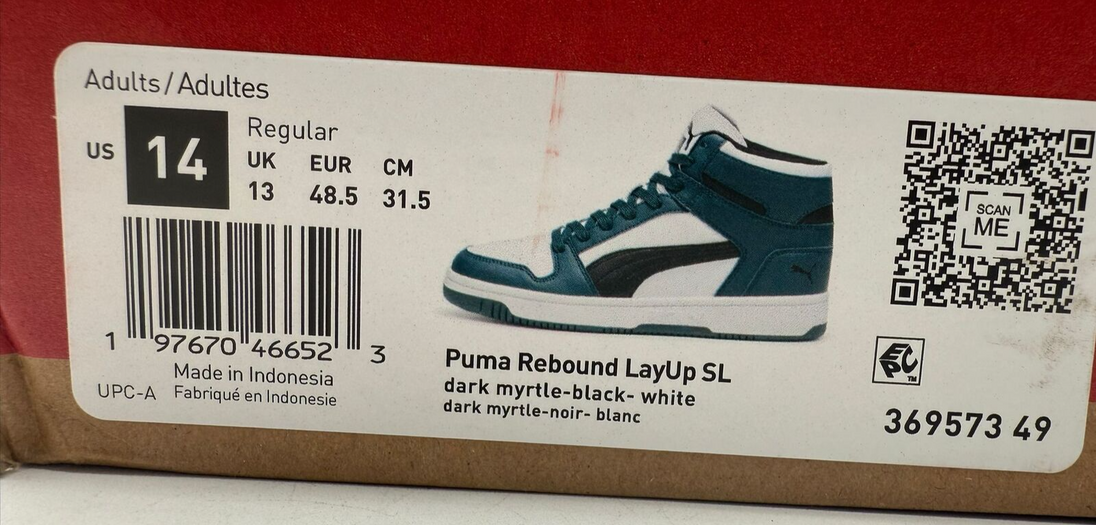 Adults/Adultes
US 14
Regular
UK EUR CM
13 48.5 31.5
1 97670 46652 3
UPC-A
Made in Indonesia
Fabriqué en Indonesie
Puma Rebound LayUp SL
dark myrtle-black- white
dark myrtle-noir- blanc
SCAN
ME
EPC
TM
369573 49